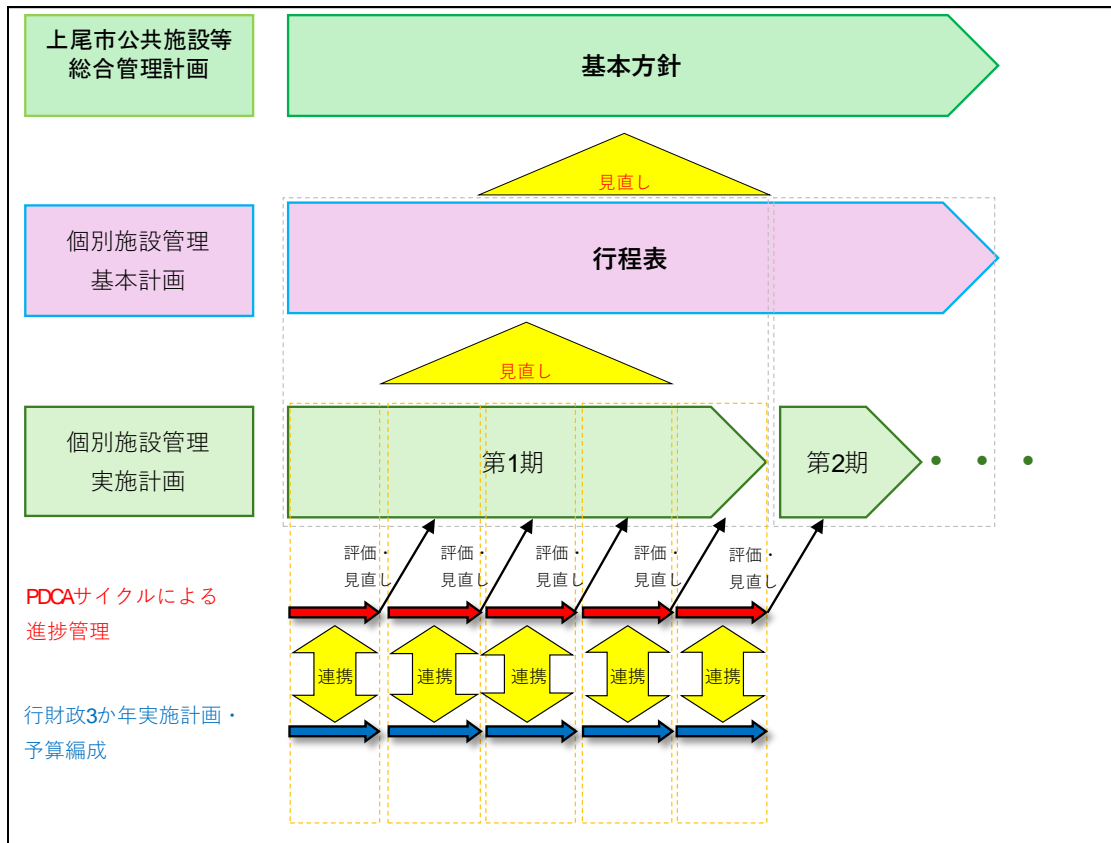 上尾市公共施設等
総合管理計画
基本方針
見直し
個別施設管理
基本計画
行程表
見直し
個別施設管理
実施計画
第1期
第2期
・・・
評価・
見直し
評価・
見直し
評価・
見直し
評価・
見直し
評価・
見直し
PDCAサイクルによる
進捗管理
連携
連携
連携
連携
連携
行財政3か年実施計画・
予算編成